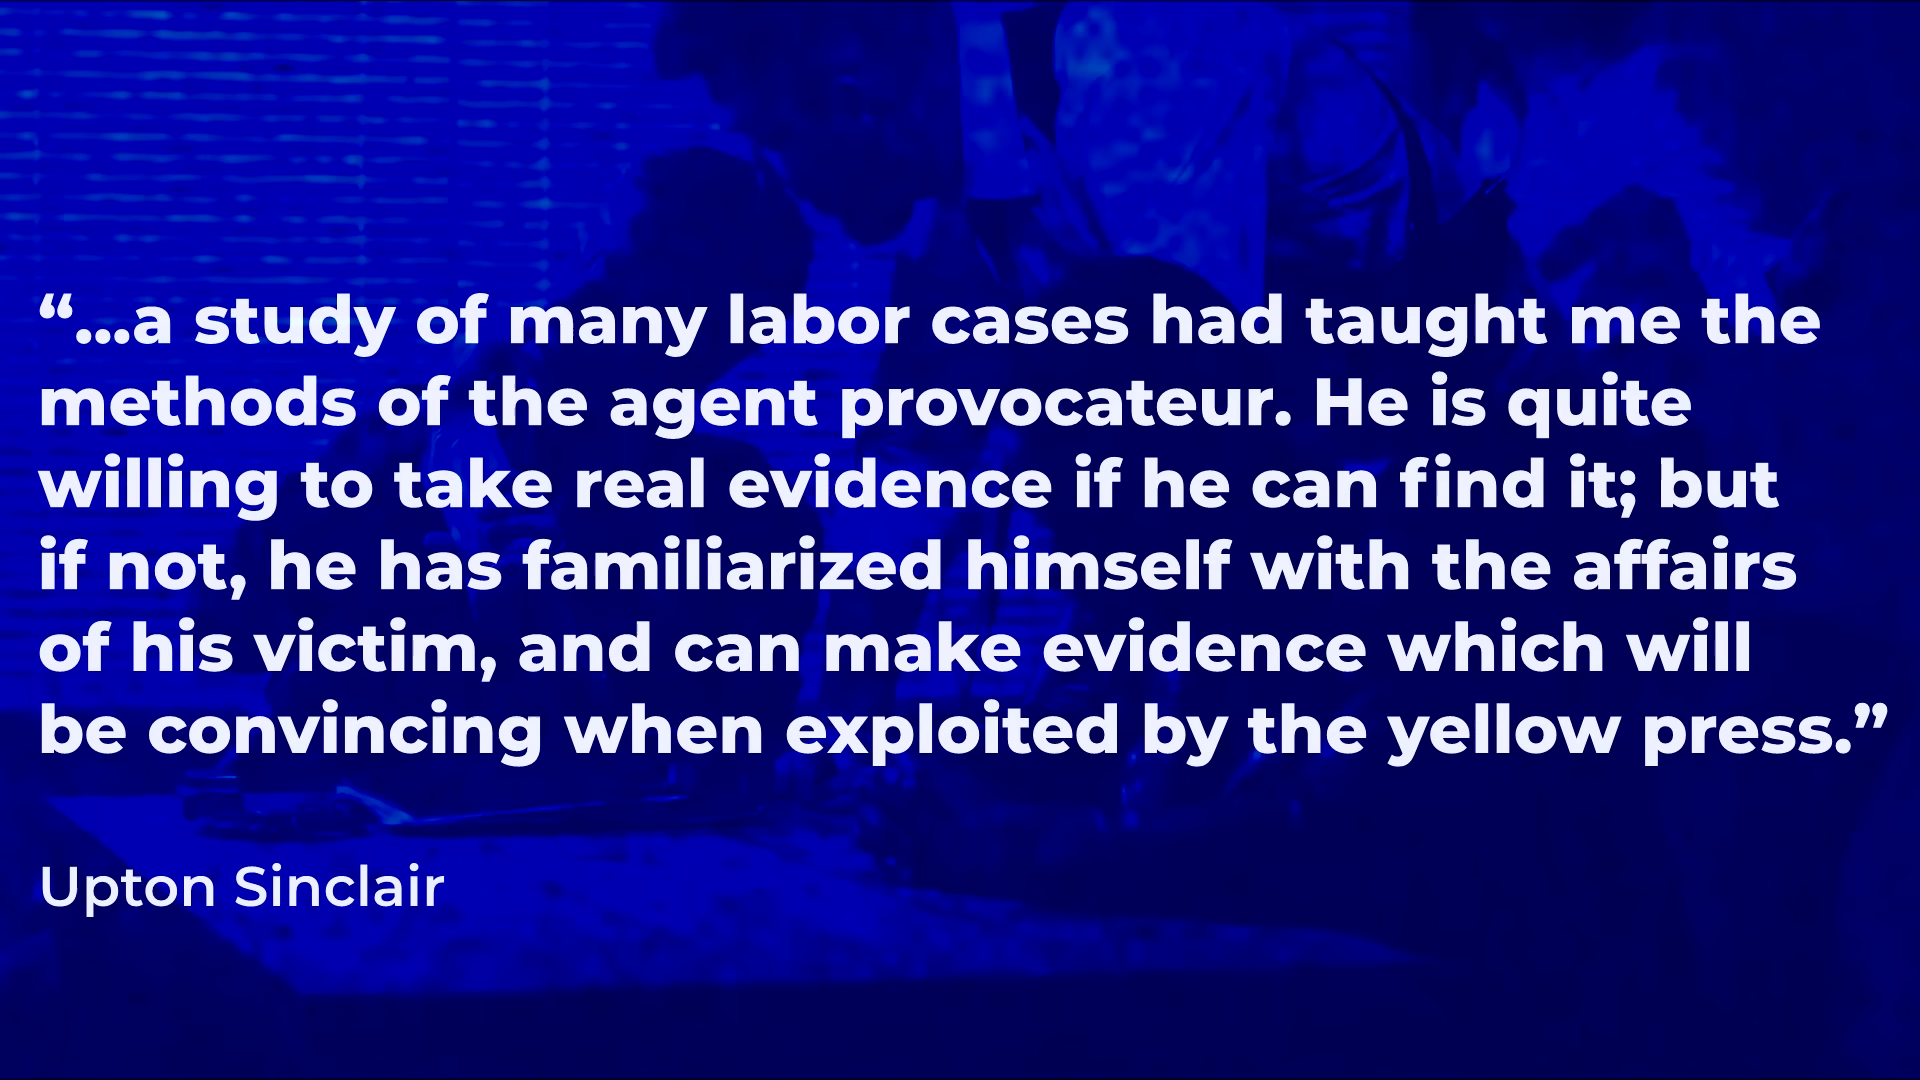 “...a study of many labor cases had taught me the
methods of the agent provocateur. He is quite
willing to take real evidence if he can find it; but
if not, he has familiarized himself with the affairs
of his victim, and can make evidence which will
be convincing when exploited by the yellow press.”
Upton Sinclair